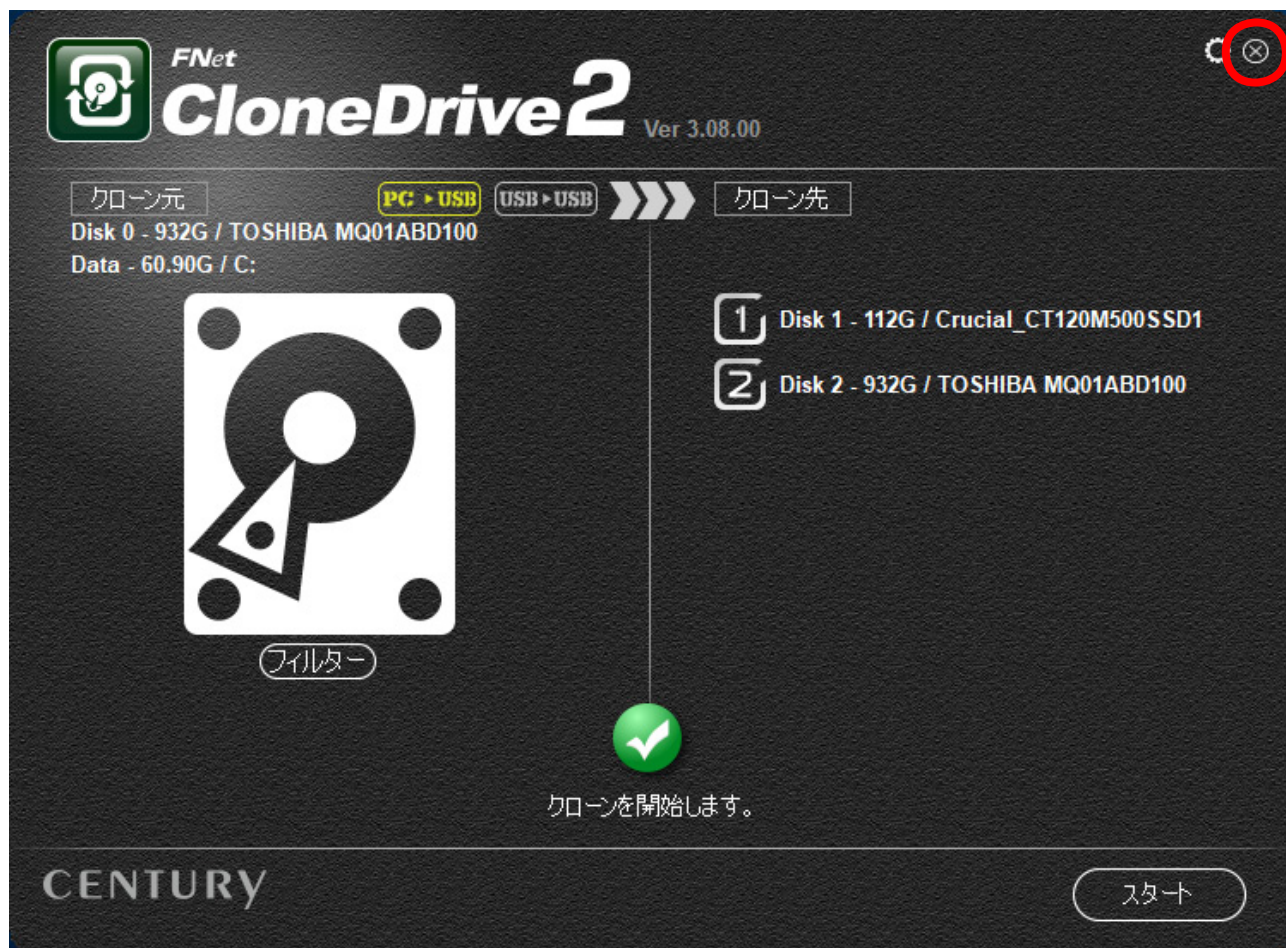 FNet
CloneDrive2 Ver 3.08.00
クローン元
PC ▸ USB USB ▸ USB
クローン先
Disk 0 - 932G / TOSHIBA MQ01ABD100
Data - 60.90G / C:
1 Disk 1 - 112G / Crucial_CT120M500SSD1
2 Disk 2 - 932G / TOSHIBA MQ01ABD100
フィルター
クローンを開始します。
CENTURY
スタート